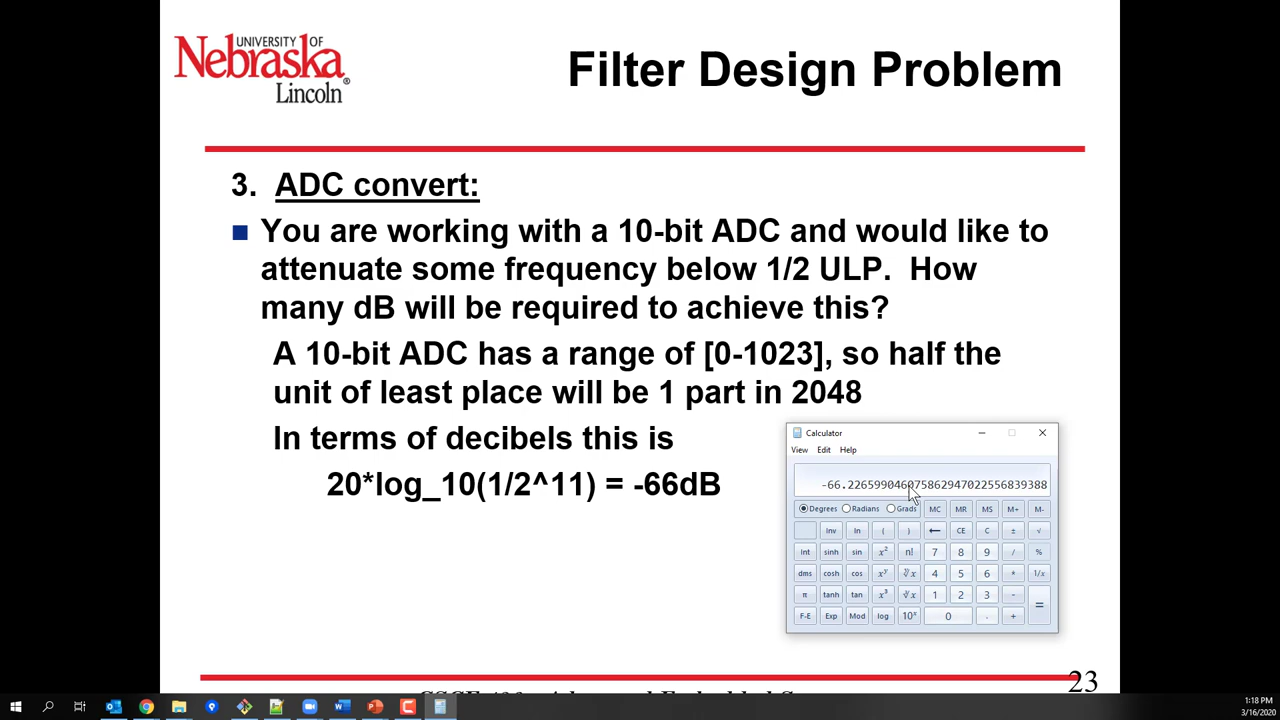 UNIVERSITY OF
Nebraska®
Lincoln
Filter Design Problem
3. ADC convert:
You are working with a 10-bit ADC and would like to
attenuate some frequency below 1/2 ULP. How
many dB will be required to achieve this?
A 10-bit ADC has a range of [0-1023], so half the
unit of least place will be 1 part in 2048
In terms of decibels this is
20*log_10(1/2^11) = -66dB
Calculator
View Edit Help
Degrees Radians Grads MC MR MS M+ M-
Inv ln ( ) ← CE C ± √
Int sinh sin x² n! 7 8 9 / %
dms cosh cos xʸ ʸ√x 4 5 6 * 1/x
π tanh tan x³ ³√x 1 2 3 - =
F-E Exp Mod log 10ˣ 0 . +
23
1:18 PM
3/16/2020